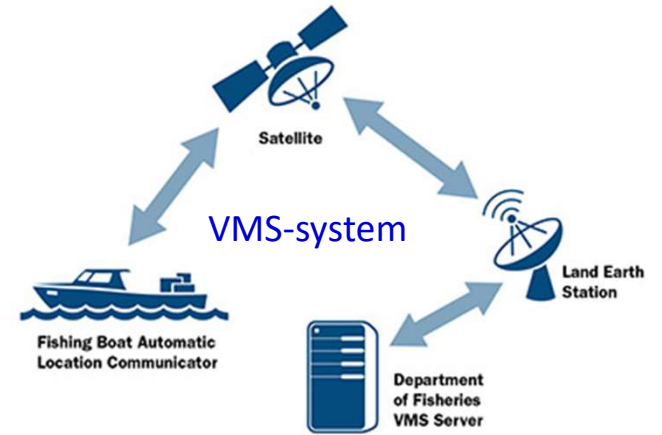 Satellite
VMS-system
Land Earth
Station
Fishing Boat Automatic
Location Communicator
Department
of Fisheries
VMS Server